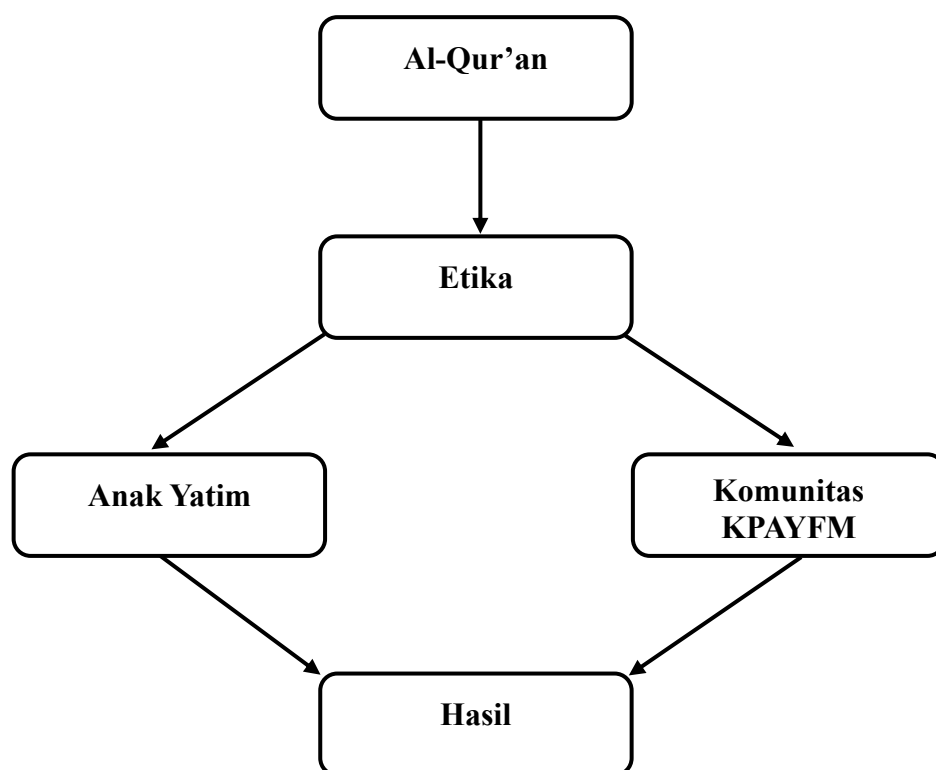 Al-Qur’an
Etika
Anak Yatim
Komunitas
KPAYFM
Hasil